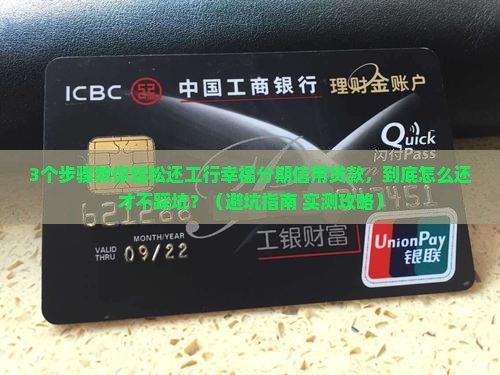 ICBC 中国工商银行 理财金账户
Quick
闪付Pass
3个步骤教你轻松还工行幸福分期信用贷款，到底怎么还
才不踩坑？（避坑指南 实测攻略）
621288
MONTH/YEAR
VALID THRU 09/22
工银财富
UnionPay
银联